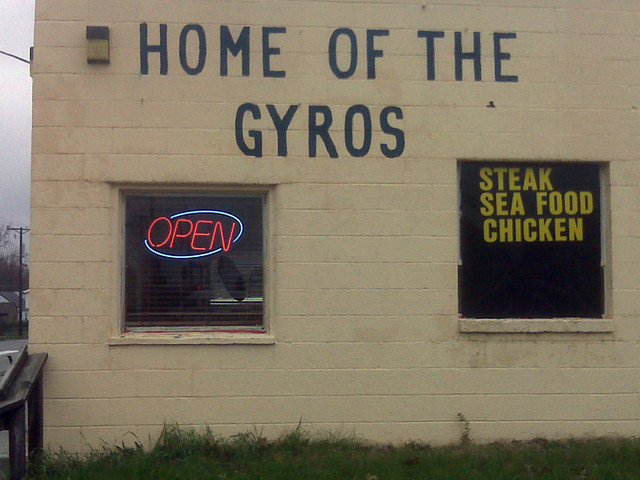 HOME OF THE
GYROS
OPEN
STEAK
SEA FOOD
CHICKEN